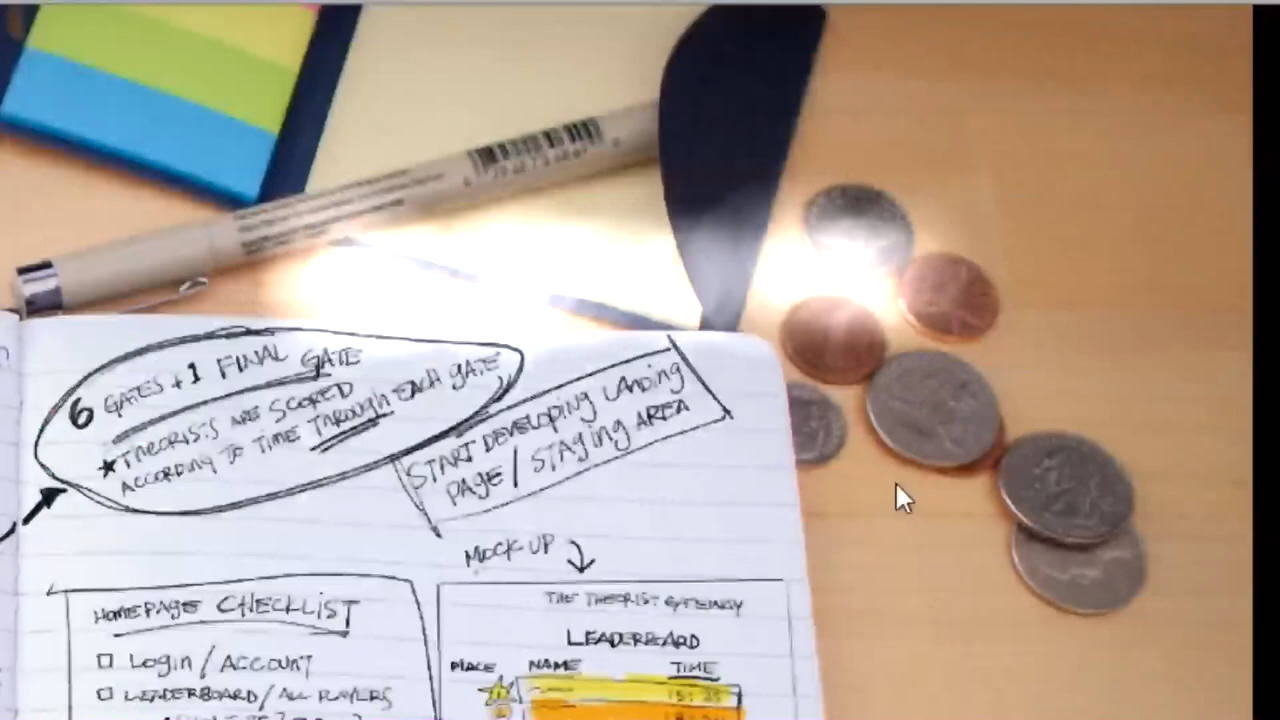 6 GATES + 1 FINAL GATE
★ THEORISTS ARE SCORED
ACCORDING TO TIME THROUGH EACH GATE
START DEVELOPING LANDING
PAGE / STAGING AREA
MOCK UP
HOMEPAGE CHECKLIST
LOGIN / ACCOUNT
LEADERBOARD / ALL PLAYERS
THE THEORIST GATEWAY
LEADERBOARD
PLACE NAME TIME